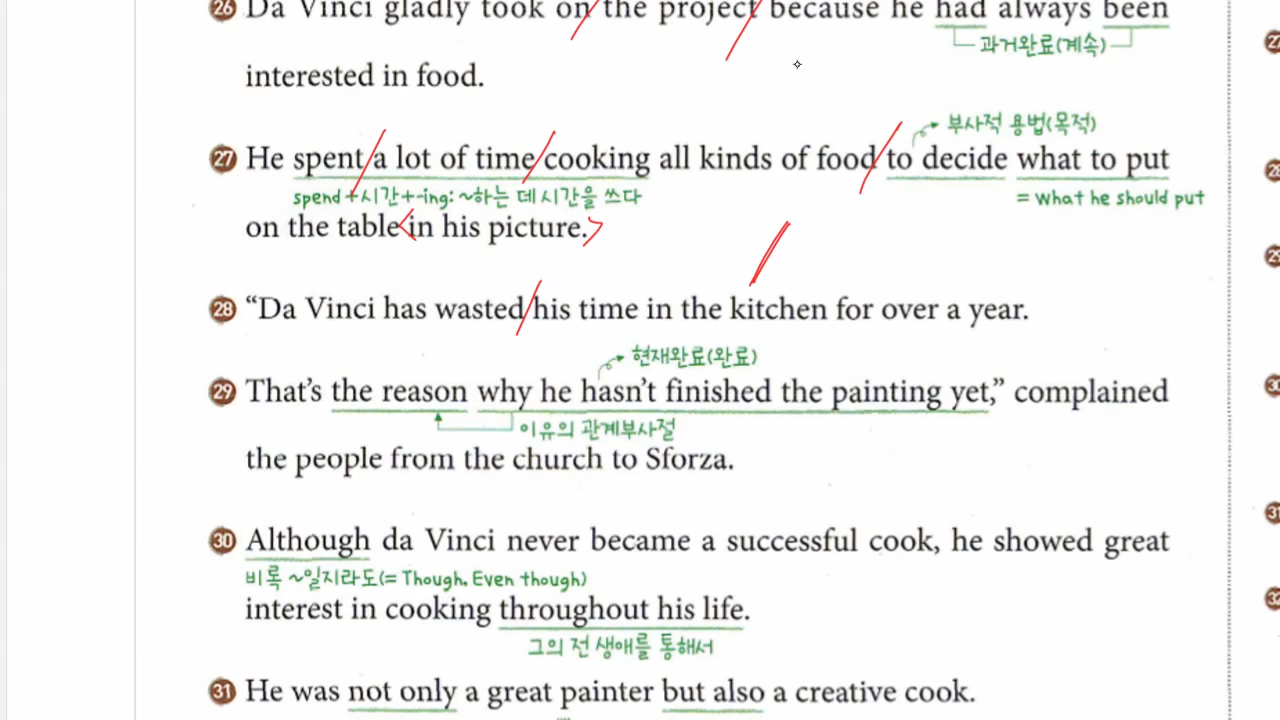 26 Da Vinci gladly took on the project because he had always been
과거완료(계속)
interested in food.
부사적 용법(목적)
27 He spent a lot of time cooking all kinds of food to decide what to put
spend+시간+-ing: ~하는 데 시간을 쓰다 = what he should put
on the table in his picture.
28 “Da Vinci has wasted his time in the kitchen for over a year.
현재완료(완료)
29 That’s the reason why he hasn’t finished the painting yet,” complained
이유의 관계부사절
the people from the church to Sforza.
30 Although da Vinci never became a successful cook, he showed great
비록 ~일지라도(= Though, Even though)
interest in cooking throughout his life.
그의 전 생애를 통해서
31 He was not only a great painter but also a creative cook.